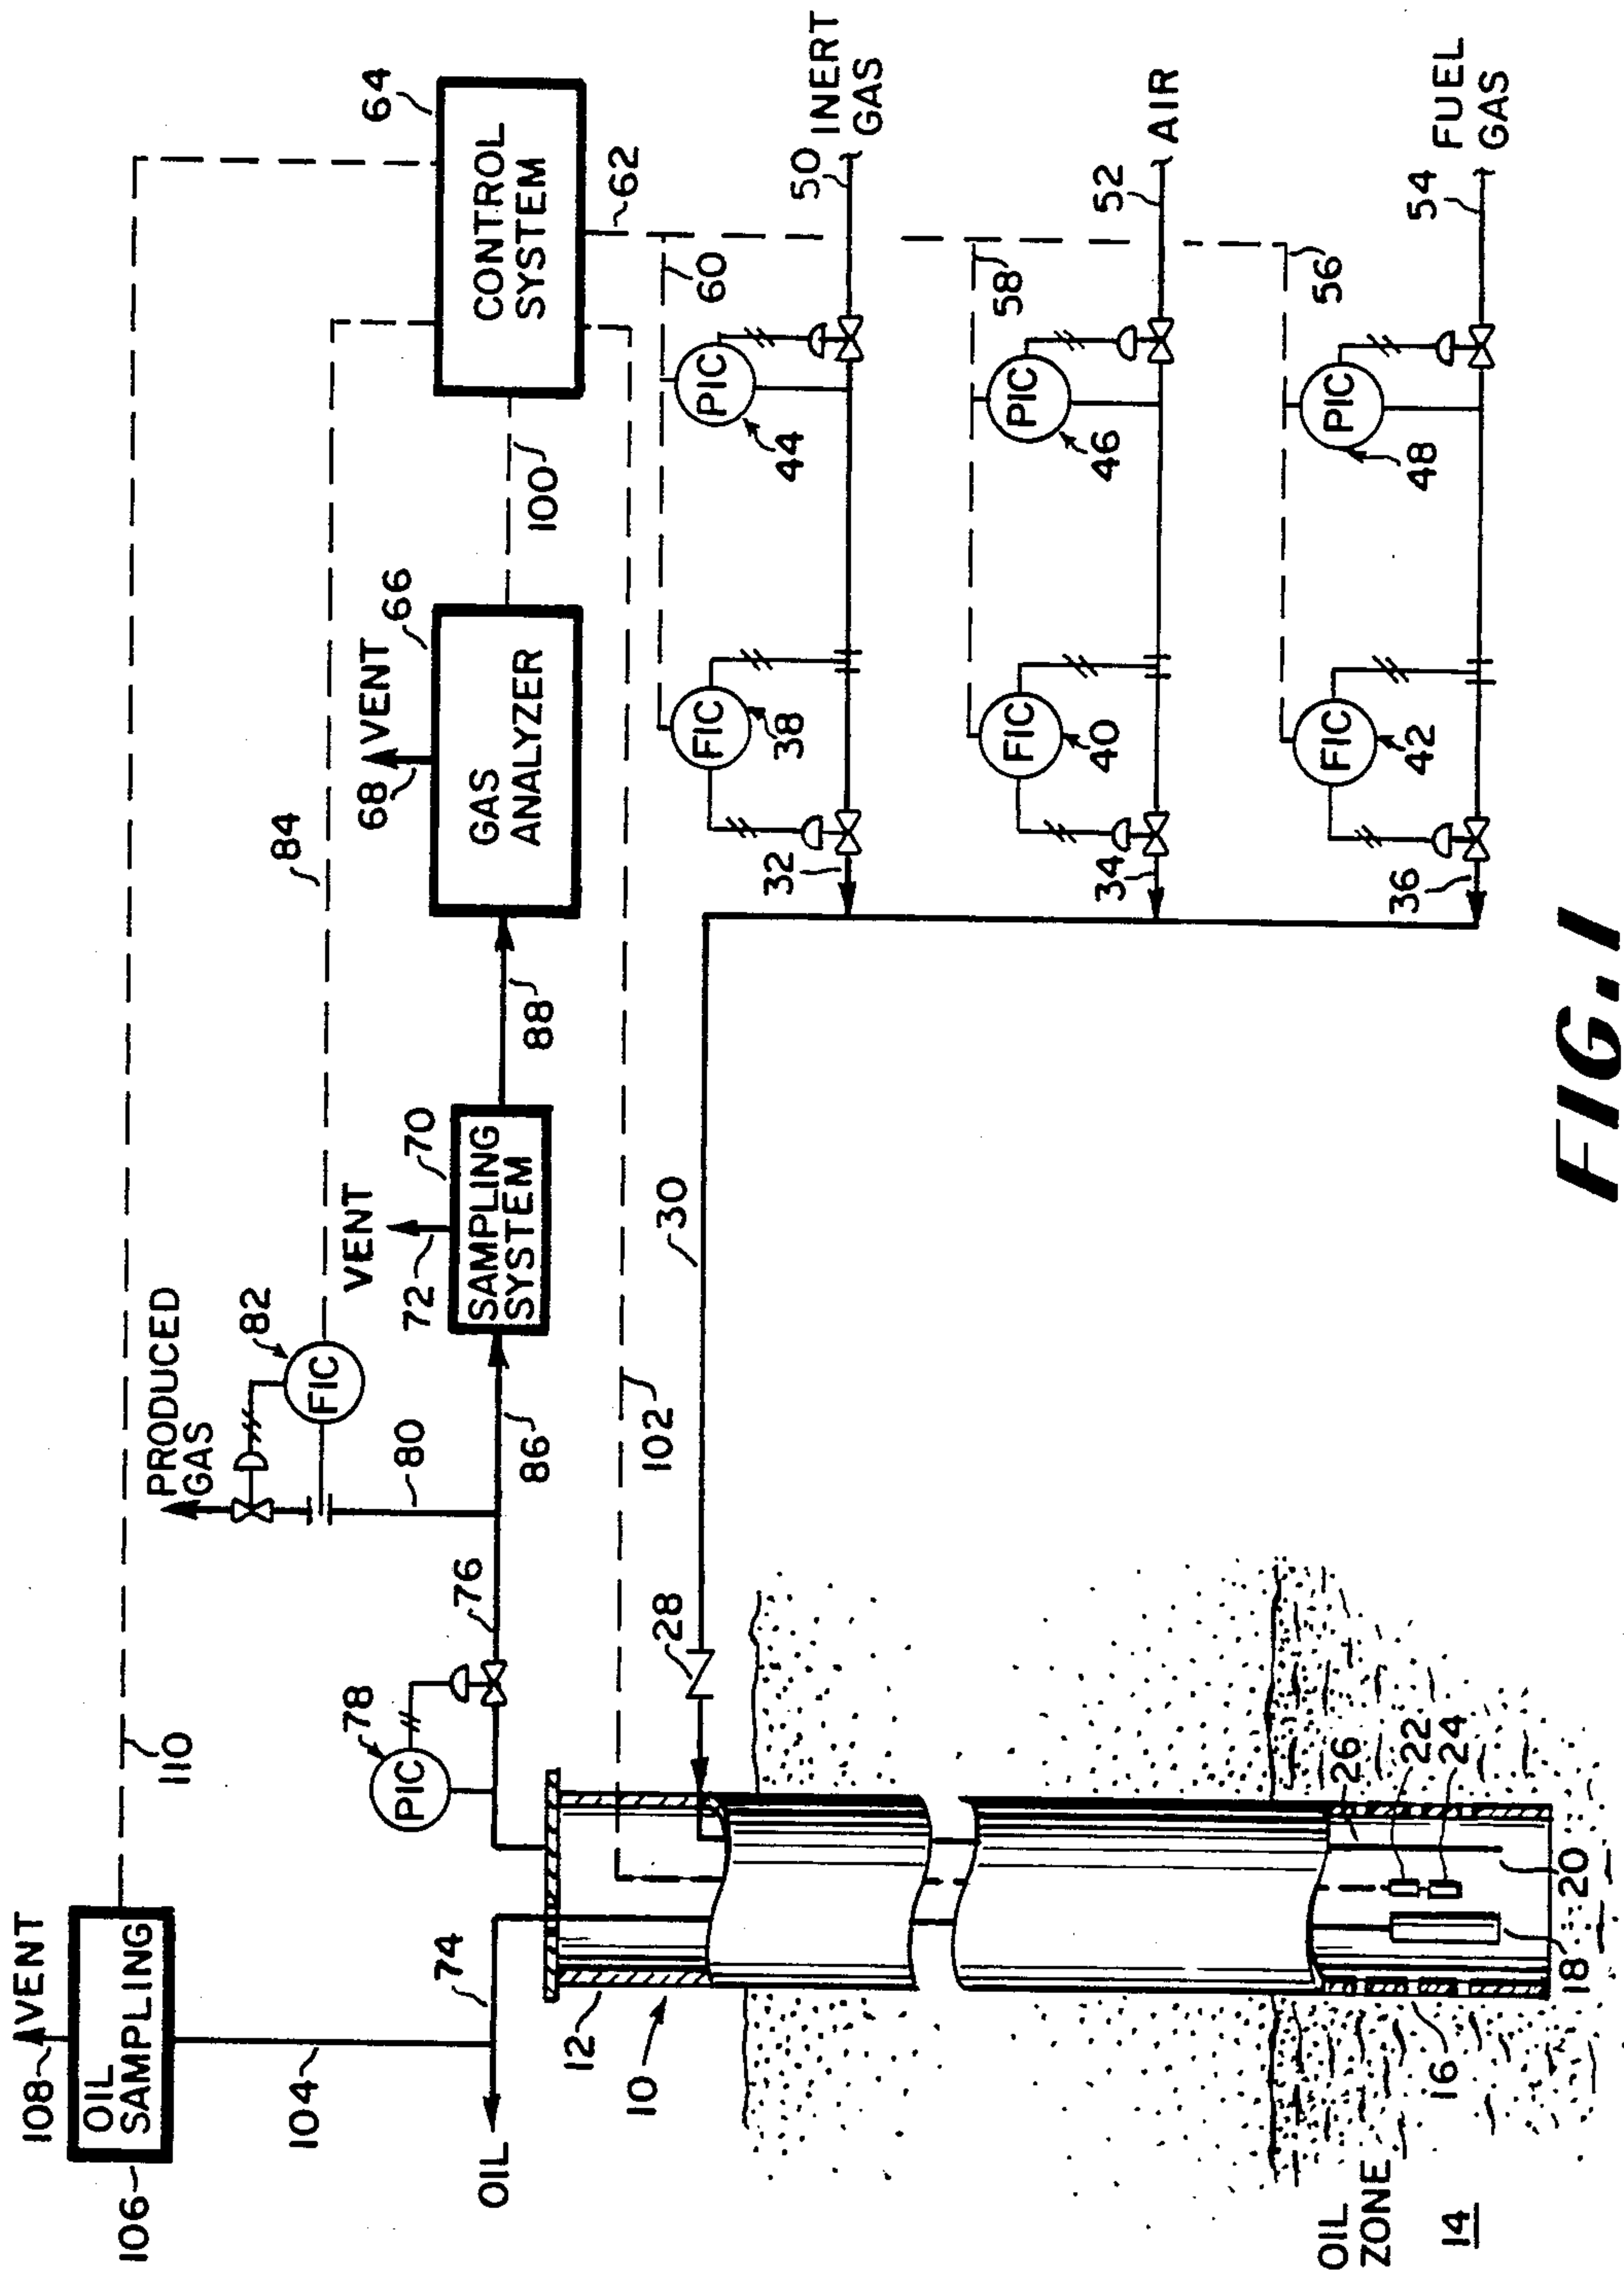 108
VENT
OIL
SAMPLING
106
104
110
OIL
74
PRODUCED
GAS
82
FIC
84
80
78
PIC
76
86
VENT
72
70
SAMPLING
SYSTEM
88
68
VENT
66
GAS
ANALYZER
100
64
CONTROL
SYSTEM
62
102
12
10
28
30
60
FIC
38
PIC
44
32
50
INERT
GAS
58
FIC
40
PIC
46
34
52
AIR
56
FIC
42
PIC
48
36
54
FUEL
GAS
OIL
ZONE
14
16
18
20
26
22
24
FIG. 1